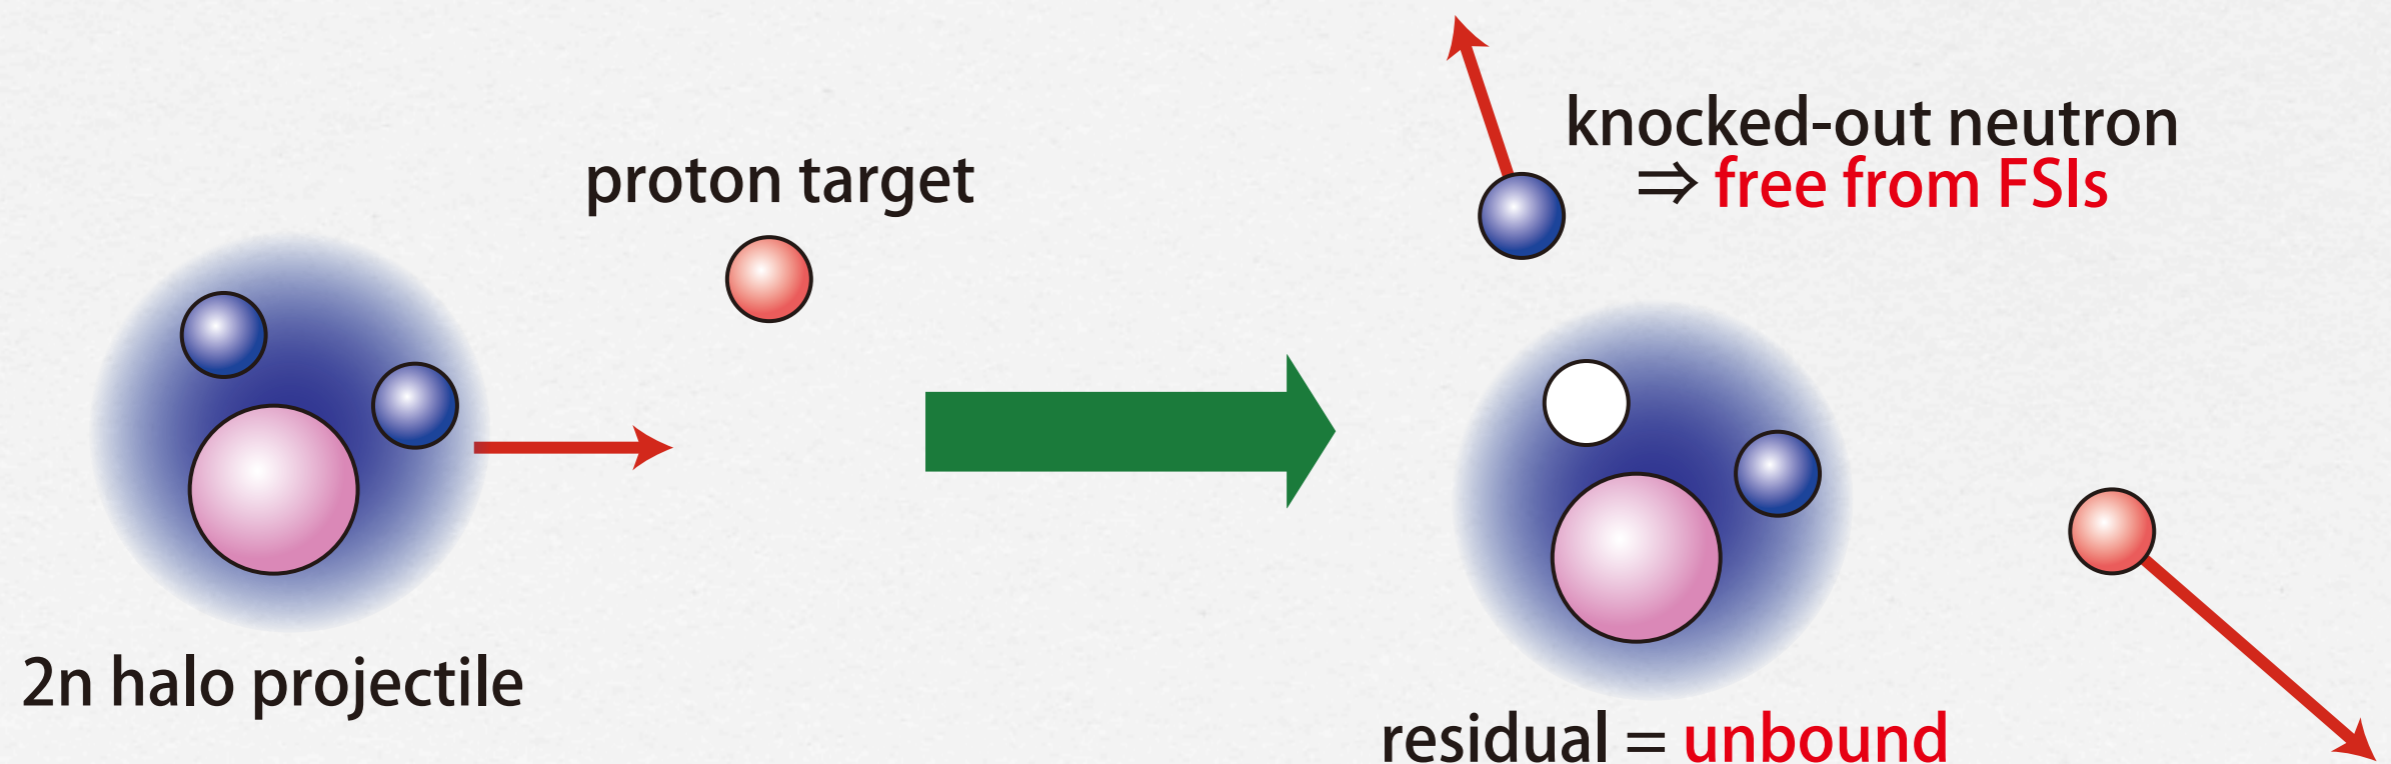 proton target
2n halo projectile
knocked-out neutron
⇒ free from FSIs
residual = unbound